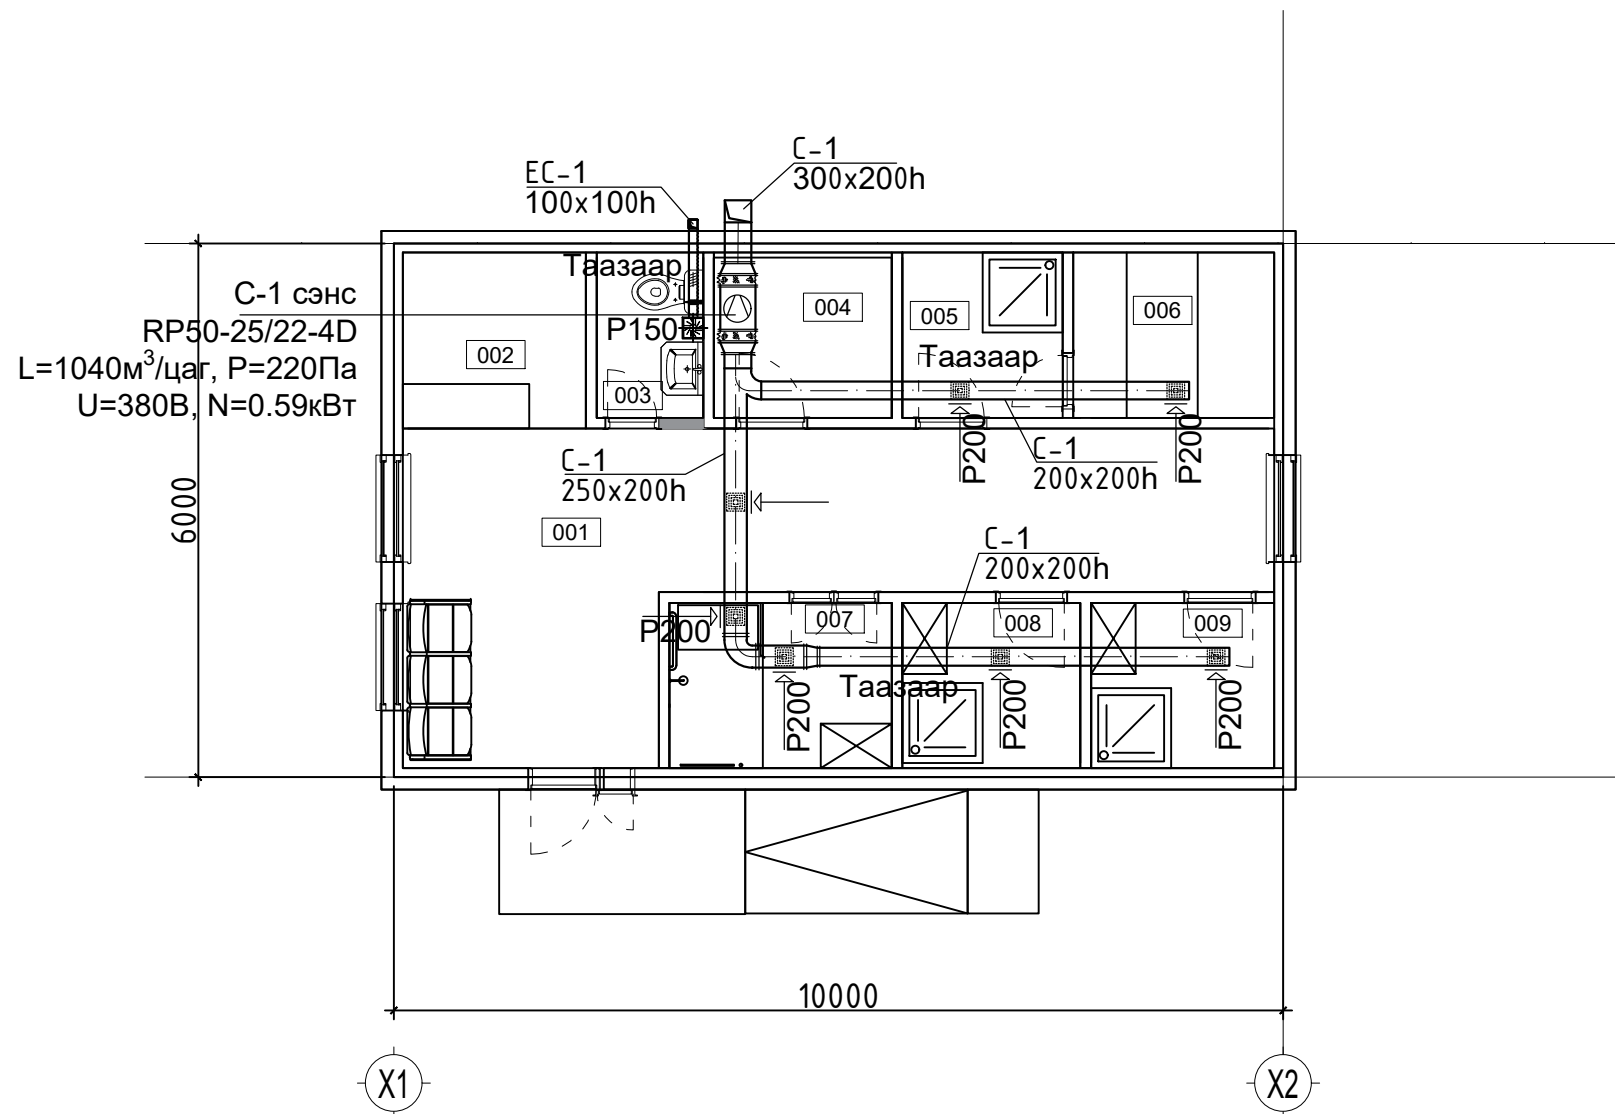 C-1
300x200h
EC-1
100x100h
Таазаар
С-1 сэнс
RP50-25/22-4D
L=1040м³/цаг, P=220Па
U=380В, N=0.59кВт
P150
002
003
004
005
006
Таазаар
P200
P200
C-1
200x200h
C-1
250x200h
6000
001
C-1
200x200h
P200
007
008
009
Таазаар
P200
P200
P200
10000
X1
X2